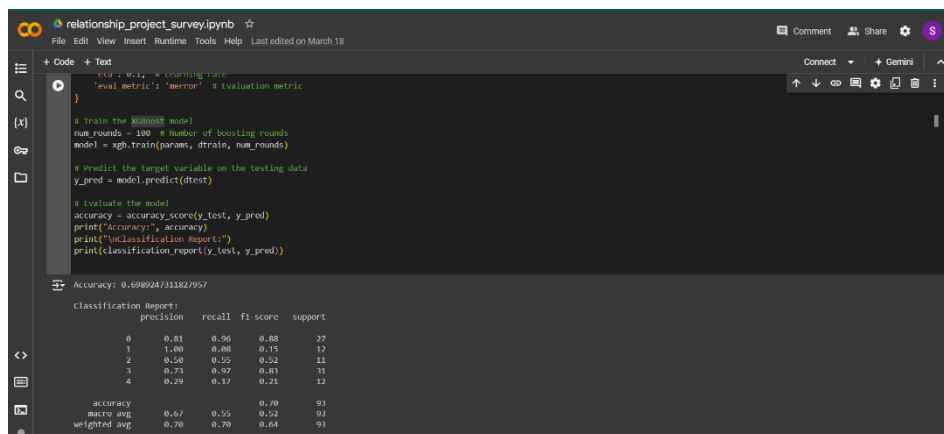 relationship_project_survey.ipynb
File Edit View Insert Runtime Tools Help Last edited on March 18
Comment Share S
+ Code + Text
Connect Gemini
'eta': 0.1, # Learning rate
'eval_metric': 'merror' # Evaluation metric
}
# Train the XGBoost model
num_rounds = 100 # Number of boosting rounds
model = xgb.train(params, dtrain, num_rounds)
# Predict the target variable on the testing data
y_pred = model.predict(dtest)
# Evaluate the model
accuracy = accuracy_score(y_test, y_pred)
print("Accuracy:", accuracy)
print("\nClassification Report:")
print(classification_report(y_test, y_pred))
Accuracy: 0.6989247311827957
Classification Report:
precision recall f1-score support
0 0.81 0.96 0.88 27
1 1.00 0.08 0.15 12
2 0.50 0.55 0.52 11
3 0.73 0.97 0.83 31
4 0.29 0.17 0.21 12
accuracy 0.70 93
macro avg 0.67 0.55 0.52 93
weighted avg 0.70 0.70 0.64 93